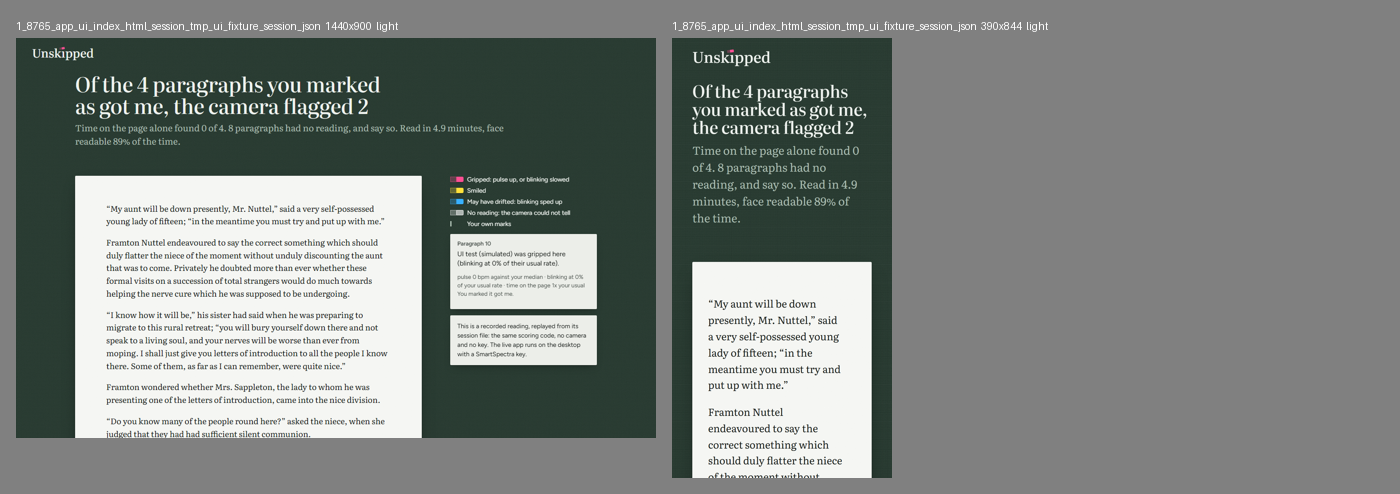 1_8765_app_ui_index_html_session_tmp_ui_fixture_session_json 1440x900 light
Unskipped
Of the 4 paragraphs you marked
as got me, the camera flagged 2
Time on the page alone found 0 of 4. 8 paragraphs had no reading, and say so. Read in 4.9 minutes, face
readable 89% of the time.
“My aunt will be down presently, Mr. Nuttel,” said a very self-possessed
young lady of fifteen; “in the meantime you must try and put up with me.”
Framton Nuttel endeavoured to say the correct something which should
duly flatter the niece of the moment without unduly discounting the aunt
that was to come. Privately he doubted more than ever whether these
formal visits on a succession of total strangers would do much towards
helping the nerve cure which he was supposed to be undergoing.
“I know how it will be,” his sister had said when he was preparing to
migrate to this rural retreat; “you will bury yourself down there and not
speak to a living soul, and your nerves will be worse than ever from
moping. I shall just give you letters of introduction to all the people I know
there. Some of them, as far as I can remember, were quite nice.”
Framton wondered whether Mrs. Sappleton, the lady to whom he was
presenting one of the letters of introduction, came into the nice division.
“Do you know many of the people round here?” asked the niece, when she
judged that they had had sufficient silent communion.
Gripped: pulse up, or blinking slowed
Smiled
May have drifted: blinking sped up
No reading: the camera could not tell
Your own marks
Paragraph 10
UI test (simulated) was gripped here
(blinking at 0% of their usual rate).
pulse 0 bpm against your median · blinking at 0%
of your usual rate · time on the page 1x your usual
You marked it got me.
This is a recorded reading, replayed from its
session file: the same scoring code, no camera
and no key. The live app runs on the desktop
with a SmartSpectra key.
1_8765_app_ui_index_html_session_tmp_ui_fixture_session_json 390x844 light
Unskipped
Of the 4 paragraphs
you marked as got me,
the camera flagged 2
Time on the page alone found 0
of 4. 8 paragraphs had no
reading, and say so. Read in 4.9
minutes, face readable 89% of
the time.
“My aunt will be down
presently, Mr. Nuttel,” said
a very self-possessed young
lady of fifteen; “in the
meantime you must try and
put up with me.”
Framton Nuttel
endeavoured to say the
correct something which
should duly flatter the niece
of the moment without